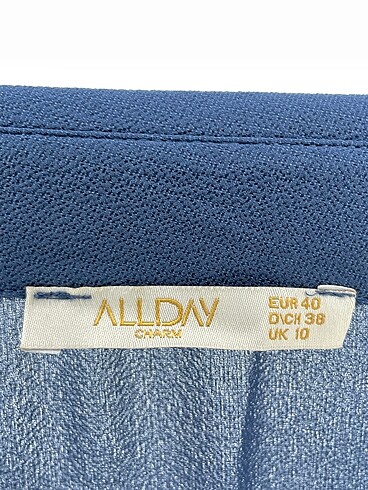 ALLDAY
CHARM
EUR 40
D\CH 38
UK 10